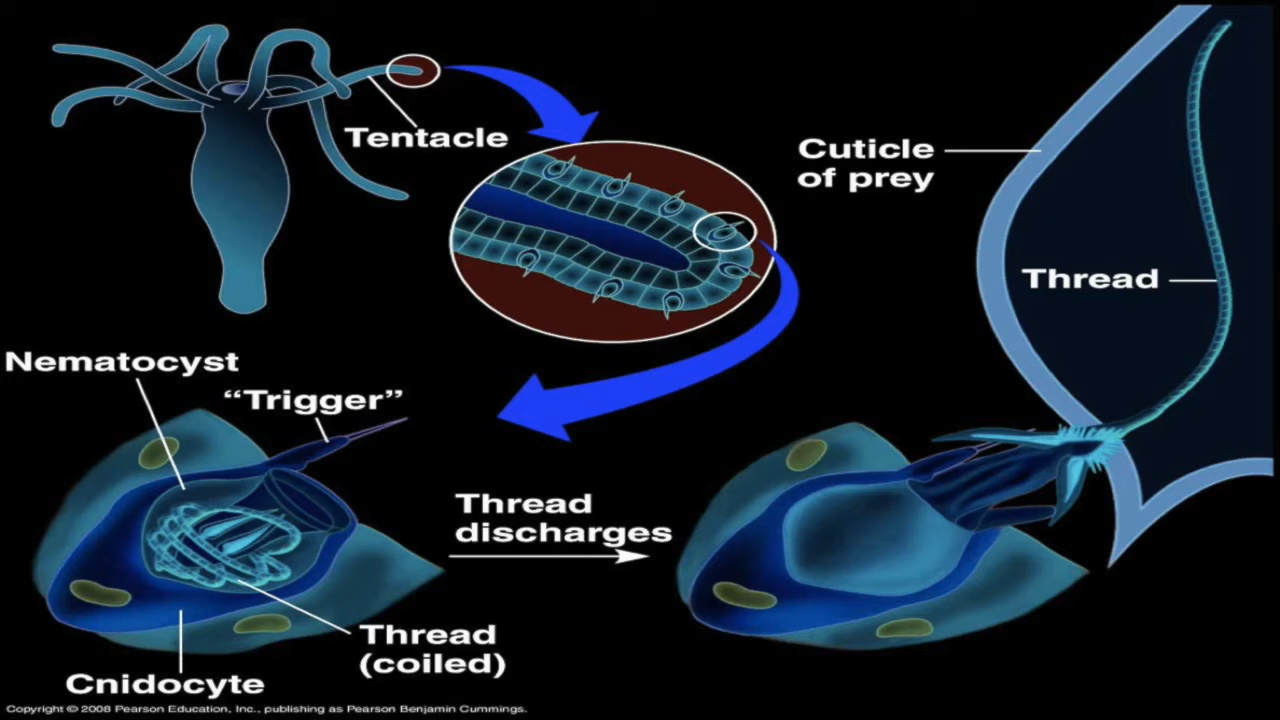 Tentacle
Cuticle
of prey
Thread
Nematocyst
“Trigger”
Thread
discharges
Thread
(coiled)
Cnidocyte
Copyright © 2008 Pearson Education, Inc., publishing as Pearson Benjamin Cummings.